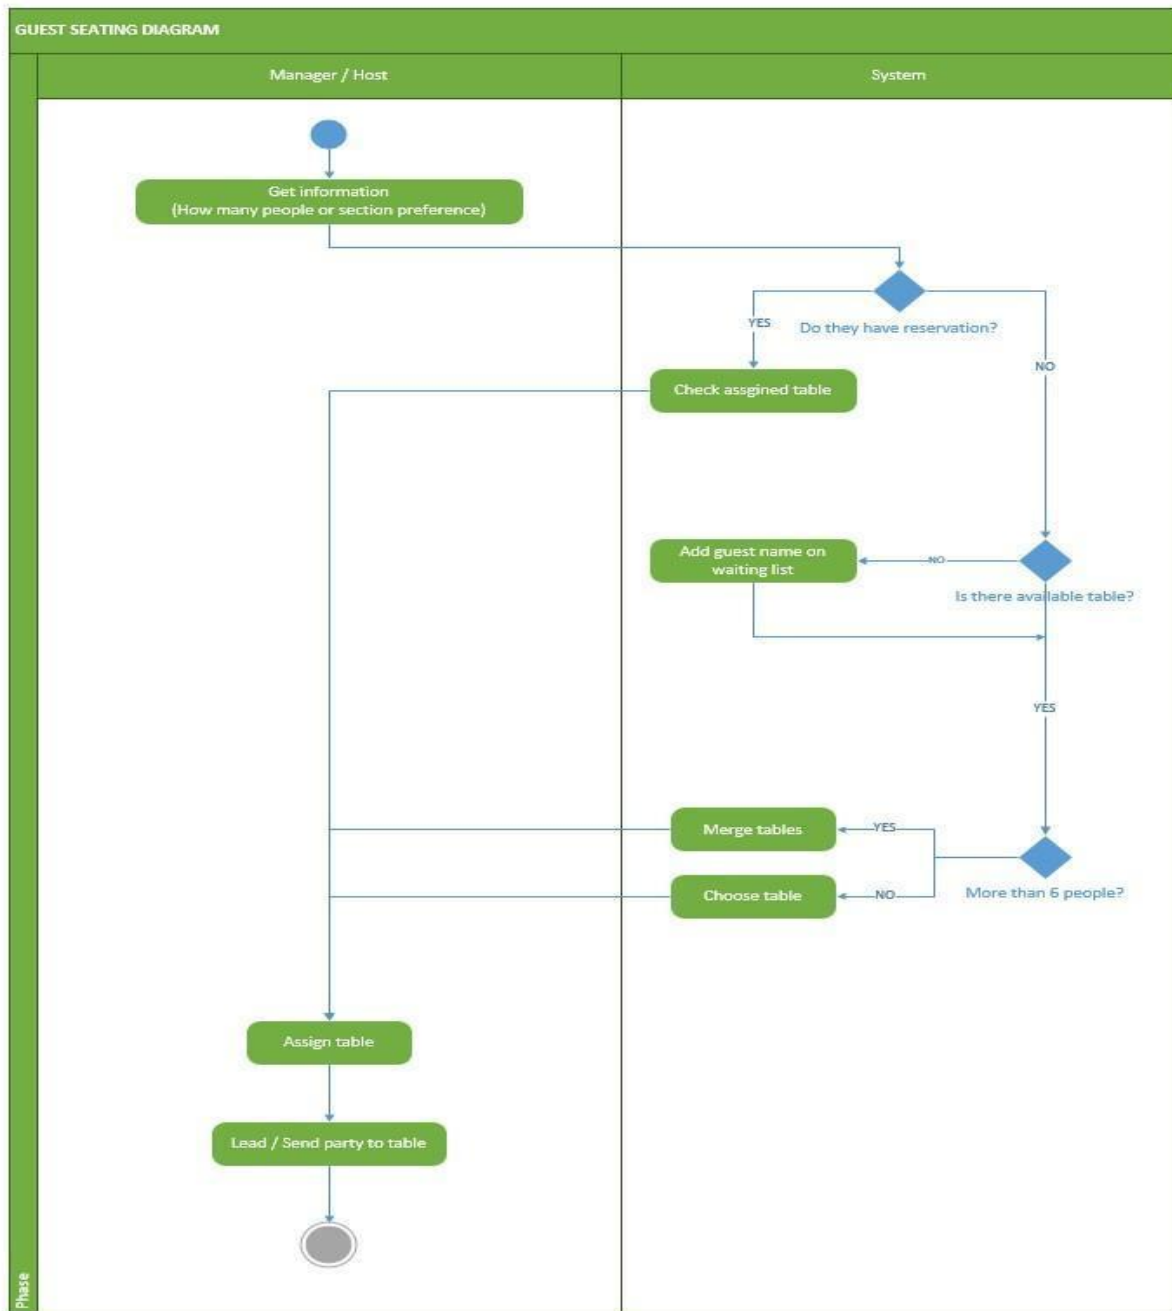 GUEST SEATING DIAGRAM
Manager / Host
System
Get information
(How many people or section preference)
YES
Do they have reservation?
NO
Check assgined table
Add guest name on
waiting list
NO
Is there available table?
YES
Merge tables
YES
More than 6 people?
Choose table
NO
Assign table
Lead / Send party to table
Phase